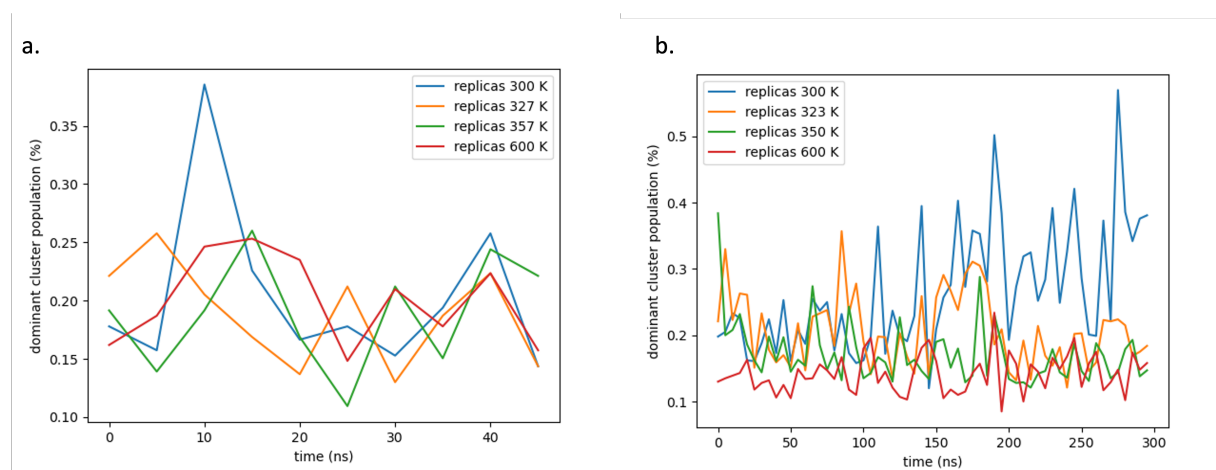 a.
replicas 300 K
replicas 327 K
replicas 357 K
replicas 600 K
dominant cluster population (%)
0.35
0.30
0.25
0.20
0.15
0.10
0
10
20
30
40
time (ns)
b.
replicas 300 K
replicas 323 K
replicas 350 K
replicas 600 K
dominant cluster population (%)
0.5
0.4
0.3
0.2
0.1
0
50
100
150
200
250
300
time (ns)